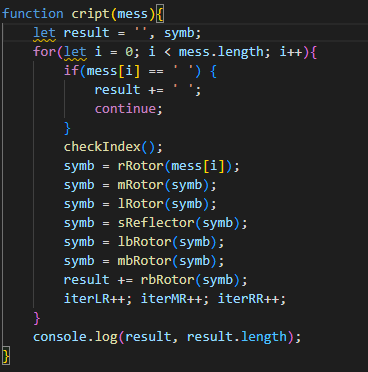 function cript(mess){
    let result = '', symb;
    for(let i = 0; i < mess.length; i++){
        if(mess[i] == ' ') {
            result += ' ';
            continue;
        }
        checkIndex();
        symb = rRotor(mess[i]);
        symb = mRotor(symb);
        symb = lRotor(symb);
        symb = sReflector(symb);
        symb = lbRotor(symb);
        symb = mbRotor(symb);
        result += rbRotor(symb);
        iterLR++; iterMR++; iterRR++;
    }
    console.log(result, result.length);
}